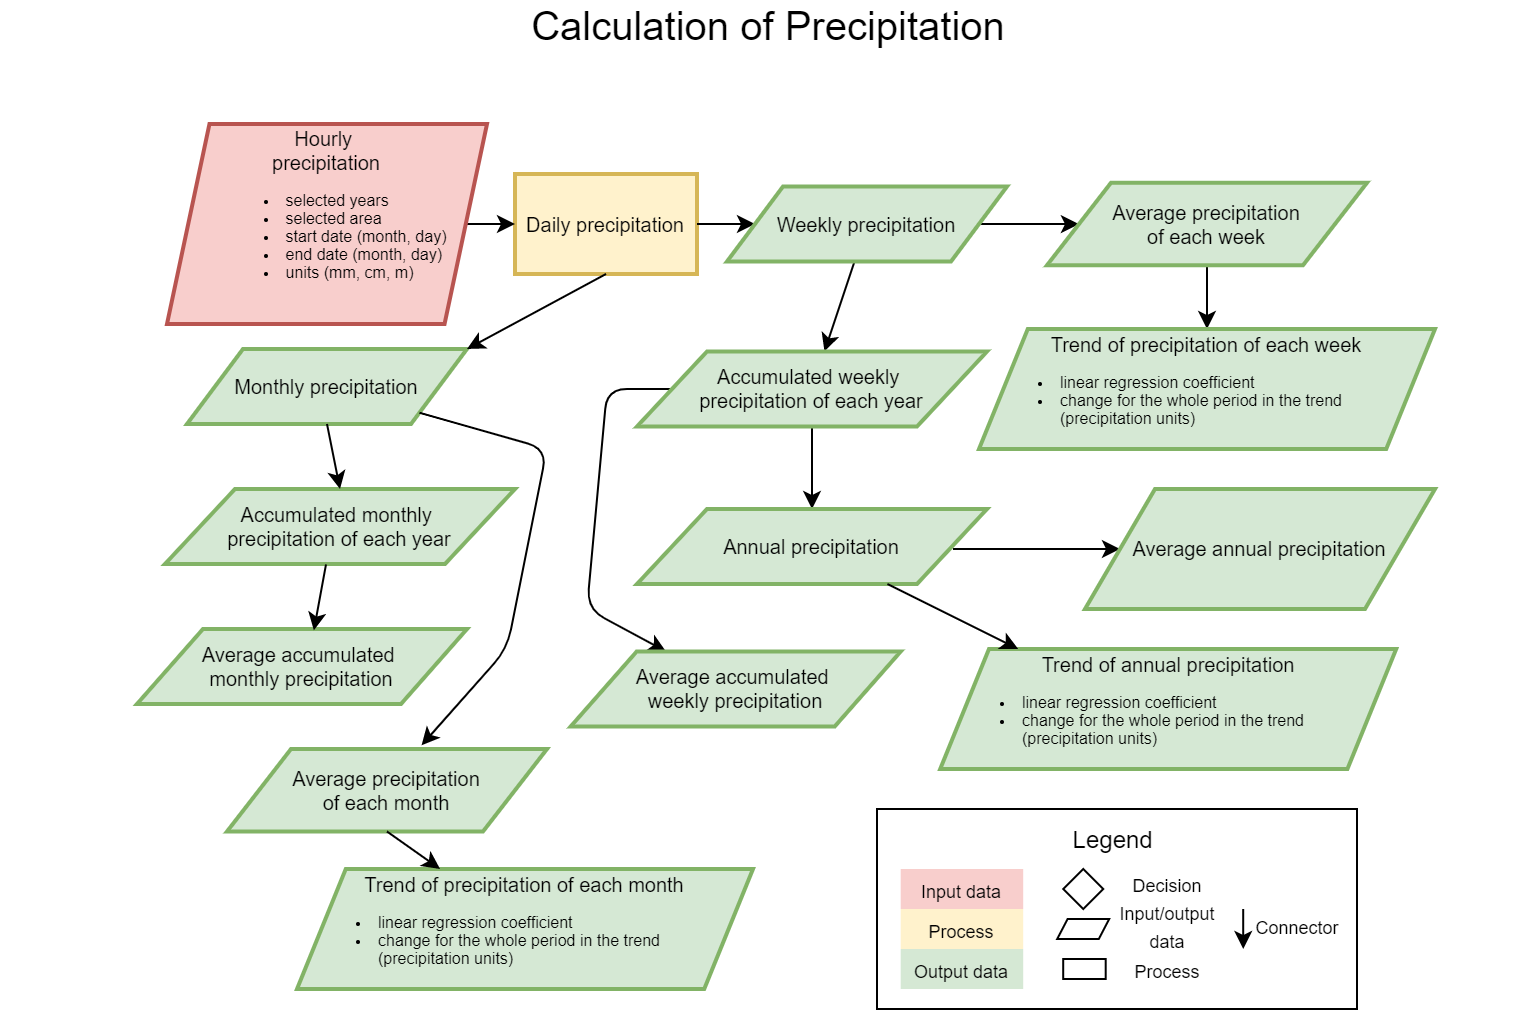 Calculation of Precipitation
Hourly
precipitation
• selected years
• selected area
• start date (month, day)
• end date (month, day)
• units (mm, cm, m)
Daily precipitation
Weekly precipitation
Average precipitation
of each week
Trend of precipitation of each week
• linear regression coefficient
• change for the whole period in the trend
(precipitation units)
Monthly precipitation
Accumulated weekly
precipitation of each year
Accumulated monthly
precipitation of each year
Annual precipitation
Average annual precipitation
Average accumulated
monthly precipitation
Average accumulated
weekly precipitation
Trend of annual precipitation
• linear regression coefficient
• change for the whole period in the trend
(precipitation units)
Average precipitation
of each month
Trend of precipitation of each month
• linear regression coefficient
• change for the whole period in the trend
(precipitation units)
Legend
Input data
Process
Output data
Decision
Input/output
data
Process
Connector